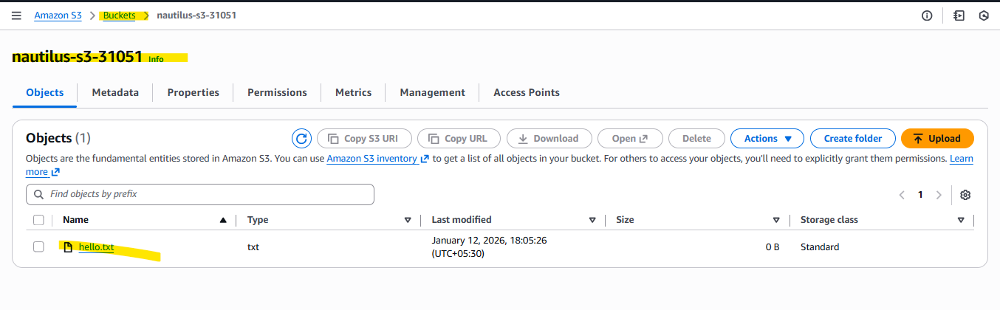 Amazon S3 > Buckets > nautilus-s3-31051
nautilus-s3-31051 Info
Objects Metadata Properties Permissions Metrics Management Access Points
Objects (1) Copy S3 URI Copy URL Download Open Delete Actions Create folder Upload
Objects are the fundamental entities stored in Amazon S3. You can use Amazon S3 inventory to get a list of all objects in your bucket. For others to access your objects, you'll need to explicitly grant them permissions. Learn
more
Find objects by prefix 1
Name Type Last modified Size Storage class
hello.txt txt January 12, 2026, 18:05:26 0 B Standard
(UTC+05:30)